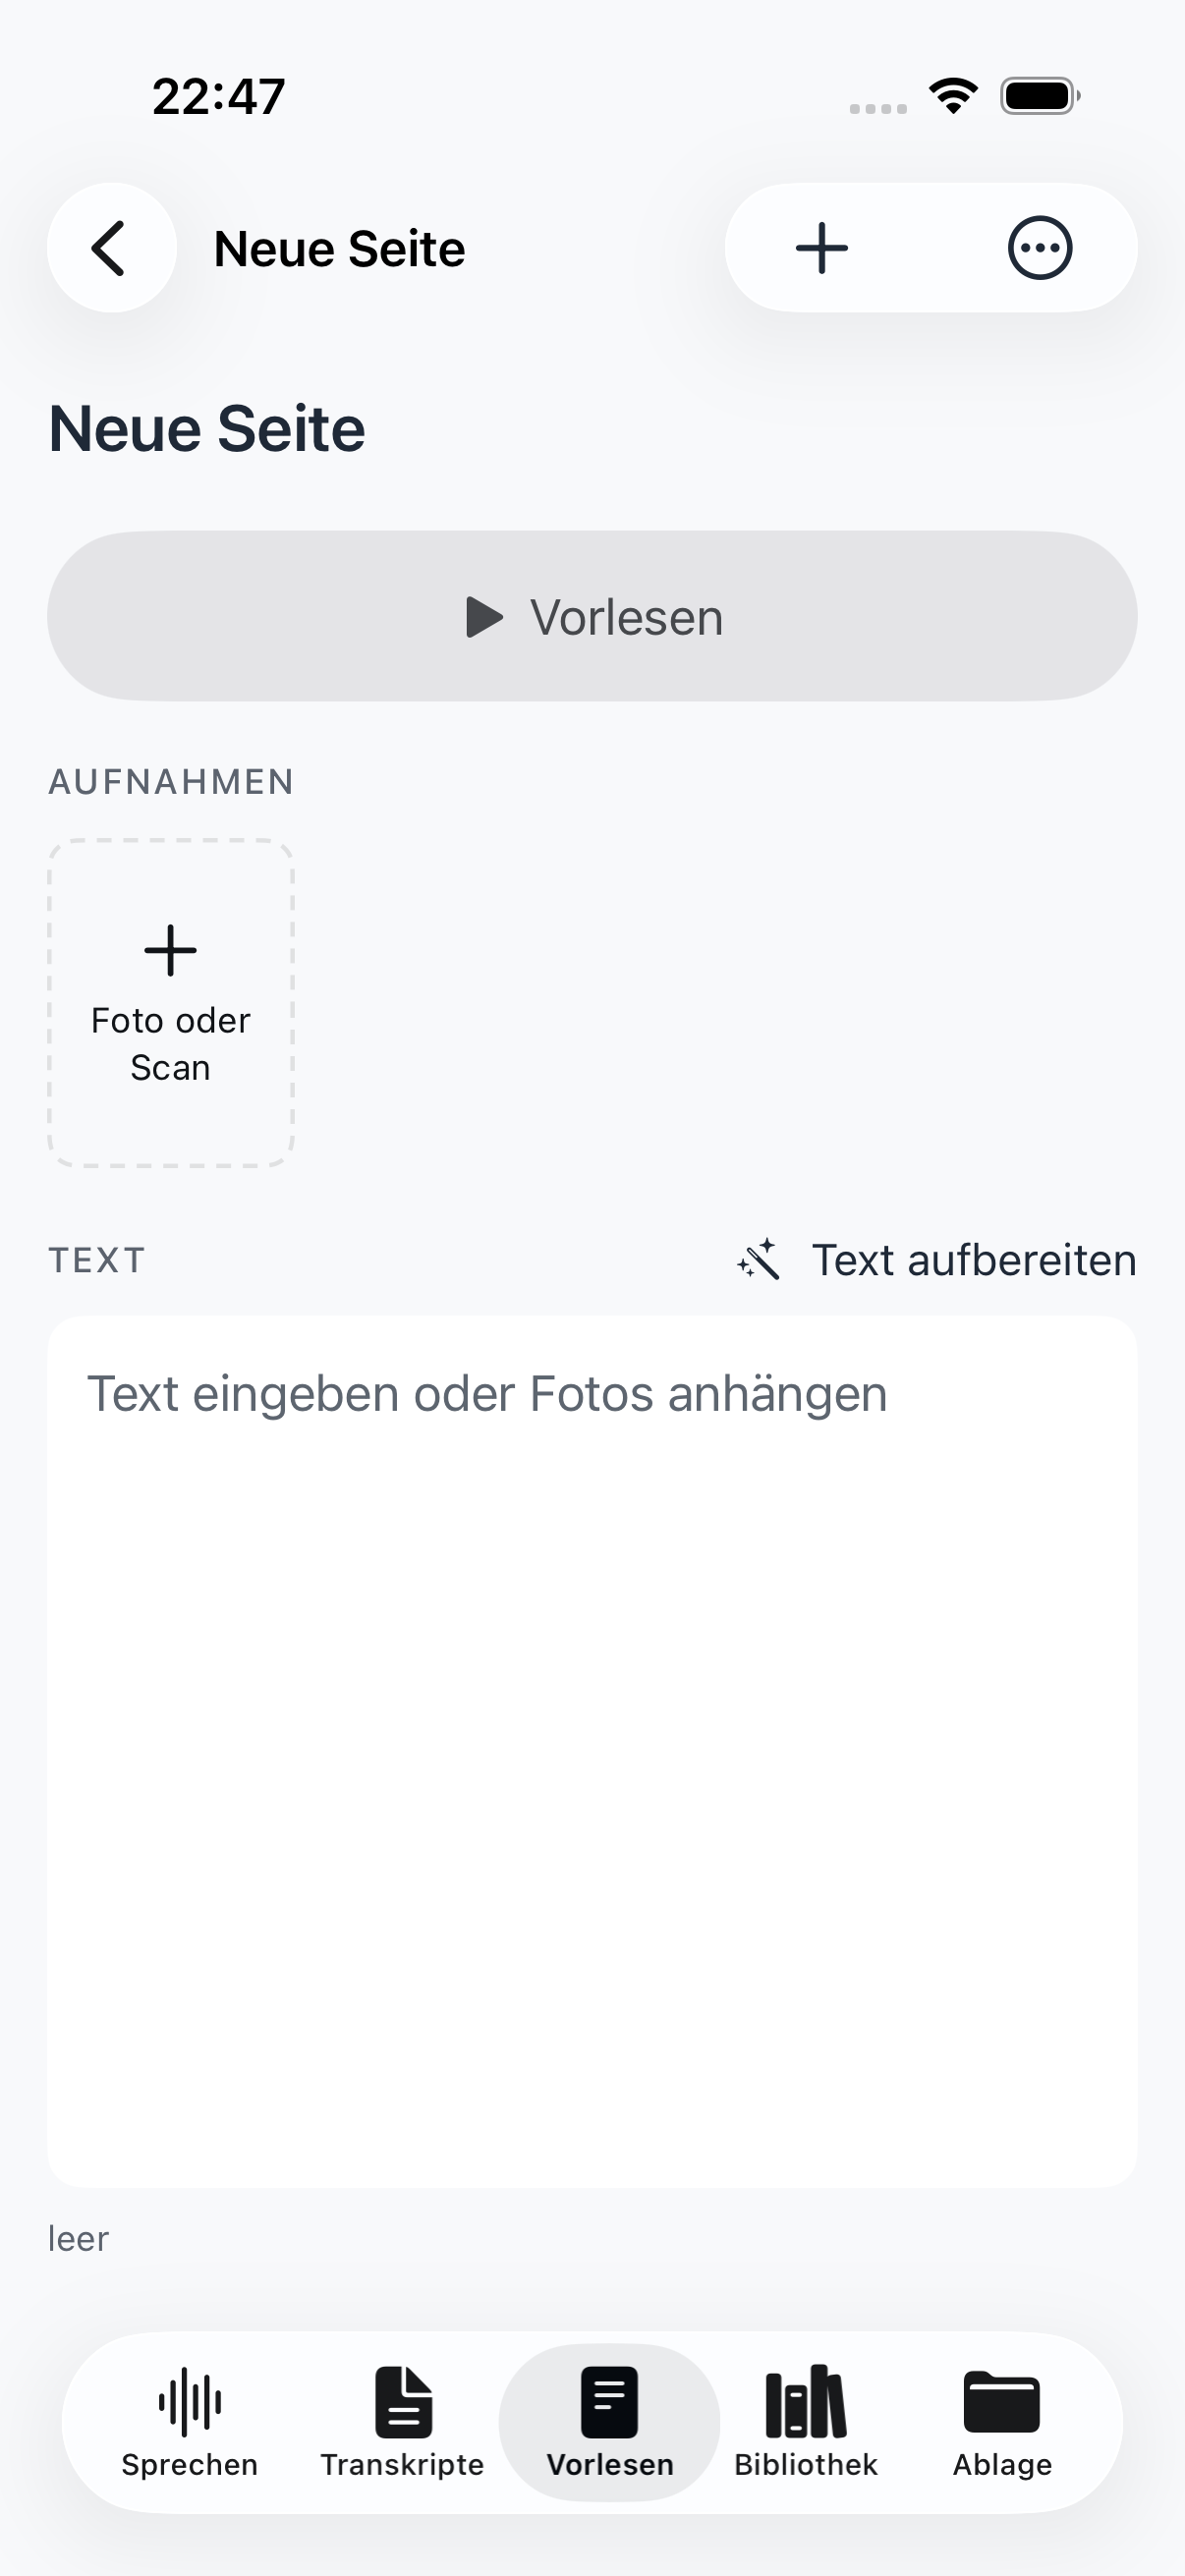 22:47
Neue Seite
Neue Seite
Vorlesen
AUFNAHMEN
Foto oder
Scan
TEXT
Text aufbereiten
Text eingeben oder Fotos anhängen
leer
Sprechen
Transkripte
Vorlesen
Bibliothek
Ablage